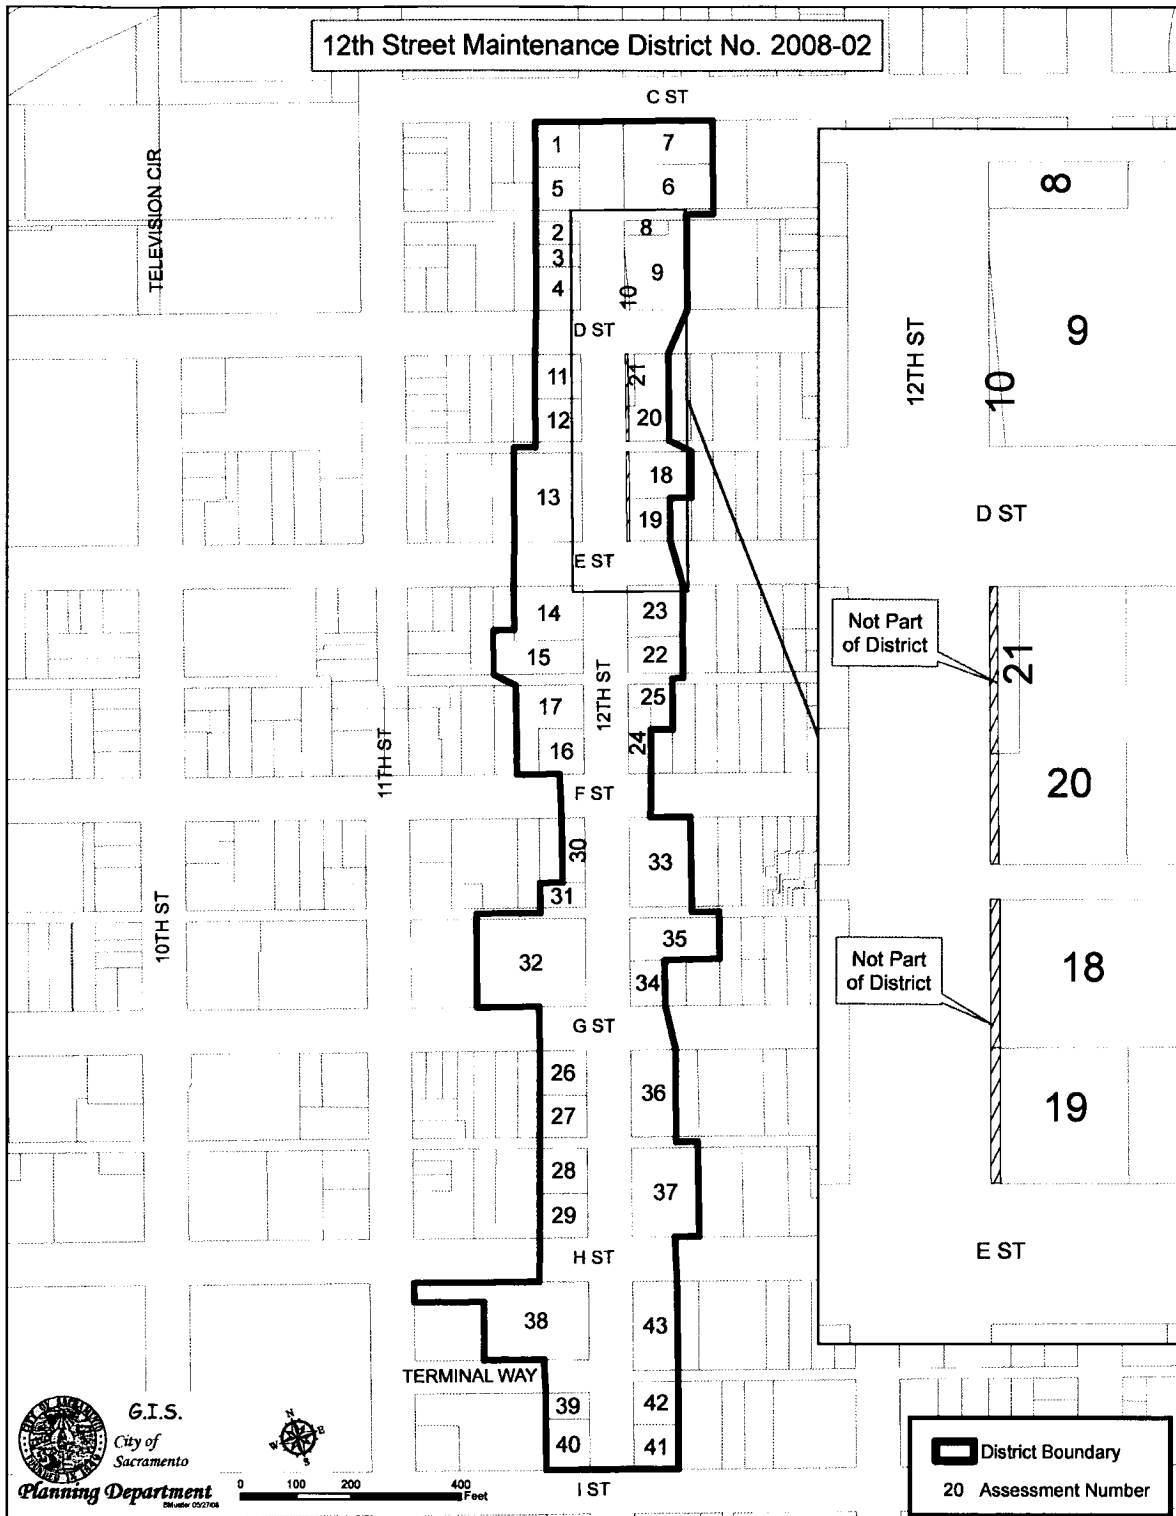 12th Street Maintenance District No. 2008-02
C ST
TELEVISION CIR
1
7
5
6
2
8
3
9
4
10
D ST
11
21
12
20
18
13
19
E ST
14
23
15
22
12TH ST
17
25
11TH ST
16
24
F ST
30
33
31
10TH ST
32
35
34
G ST
26
36
27
28
37
29
H ST
38
43
TERMINAL WAY
39
42
40
41
I ST
8
12TH ST
9
10
D ST
Not Part
of District
21
20
Not Part
of District
18
19
E ST
G.I.S.
City of
Sacramento
Planning Department
N
E
S
W
0 100 200 400
Feet
District Boundary
20 Assessment Number